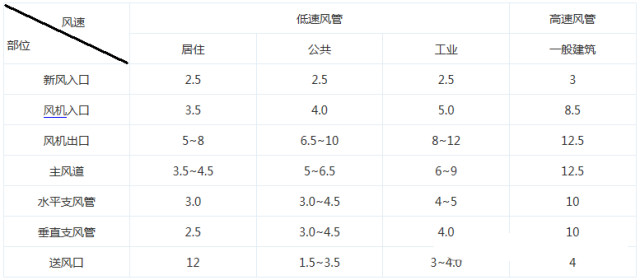 风速 低速风管 高速风管
部位 居住 公共 工业 一般建筑
新风入口 2.5 2.5 2.5 3
风机入口 3.5 4.0 5.0 8.5
风机出口 5~8 6.5~10 8~12 12.5
主风道 3.5~4.5 5~6.5 6~9 12.5
水平支风管 3.0 3.0~4.5 4~5 10
垂直支风管 2.5 3.0~4.5 4.0 10
送风口 12 1.5~3.5 3~4.0 4